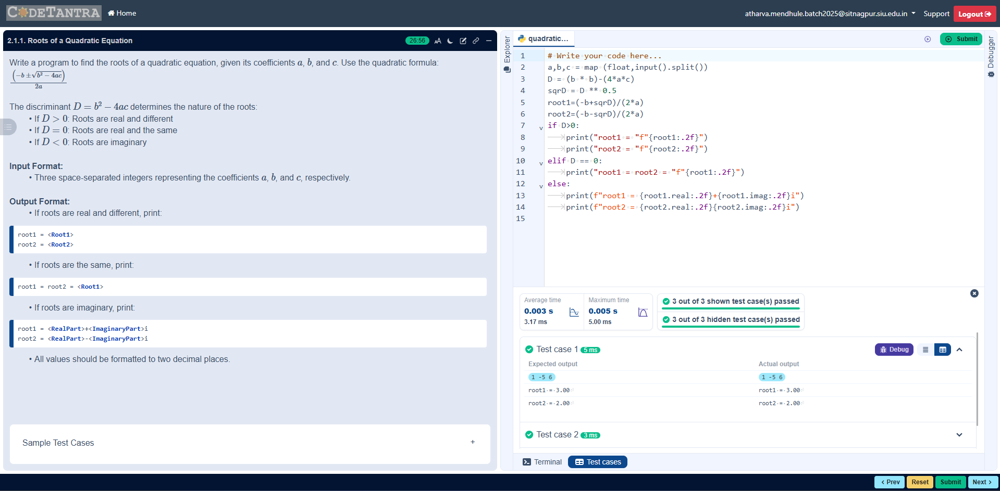 CODETANTRA
Home
atharva.mendhule.batch2025@sitnagpur.siu.edu.in
Support
Logout
2.1.1. Roots of a Quadratic Equation
26:56
AA
Write a program to find the roots of a quadratic equation, given its coefficients a, b, and c. Use the quadratic formula:
(−b ±√b² − 4ac)
2a
The discriminant D = b² − 4ac determines the nature of the roots:
• If D > 0: Roots are real and different
• If D = 0: Roots are real and the same
• If D < 0: Roots are imaginary
Input Format:
• Three space-separated integers representing the coefficients a, b, and c, respectively.
Output Format:
• If roots are real and different, print:
root1 = <Root1>
root2 = <Root2>
• If roots are the same, print:
root1 = root2 = <Root1>
• If roots are imaginary, print:
root1 = <RealPart>+<ImaginaryPart>i
root2 = <RealPart>-<ImaginaryPart>i
• All values should be formatted to two decimal places.
Sample Test Cases
+
Explorer
quadratic...
Submit
Debugger
1 # Write your code here...
2 a,b,c = map (float,input().split())
3 D = (b * b)-(4*a*c)
4 sqrD = D ** 0.5
5 root1=(-b+sqrD)/(2*a)
6 root2=(-b-sqrD)/(2*a)
7 if D>0:
8 print("root1 = "f"{root1:.2f}")
9 print("root2 = "f"{root2:.2f}")
10 elif D == 0:
11 print("root1 = root2 = "f"{root1:.2f}")
12 else:
13 print(f"root1 = {root1.real:.2f}+{root1.imag:.2f}i")
14 print(f"root2 = {root2.real:.2f}{root2.imag:.2f}i")
15
Average time
0.003 s
3.17 ms
Maximum time
0.005 s
5.00 ms
3 out of 3 shown test case(s) passed
3 out of 3 hidden test case(s) passed
Test case 1 5 ms
Debug
Expected output
Actual output
1 -5 6
1 -5 6
root1 = 3.00
root1 = 3.00
root2 = 2.00
root2 = 2.00
Test case 2 3 ms
Terminal
Test cases
< Prev
Reset
Submit
Next >